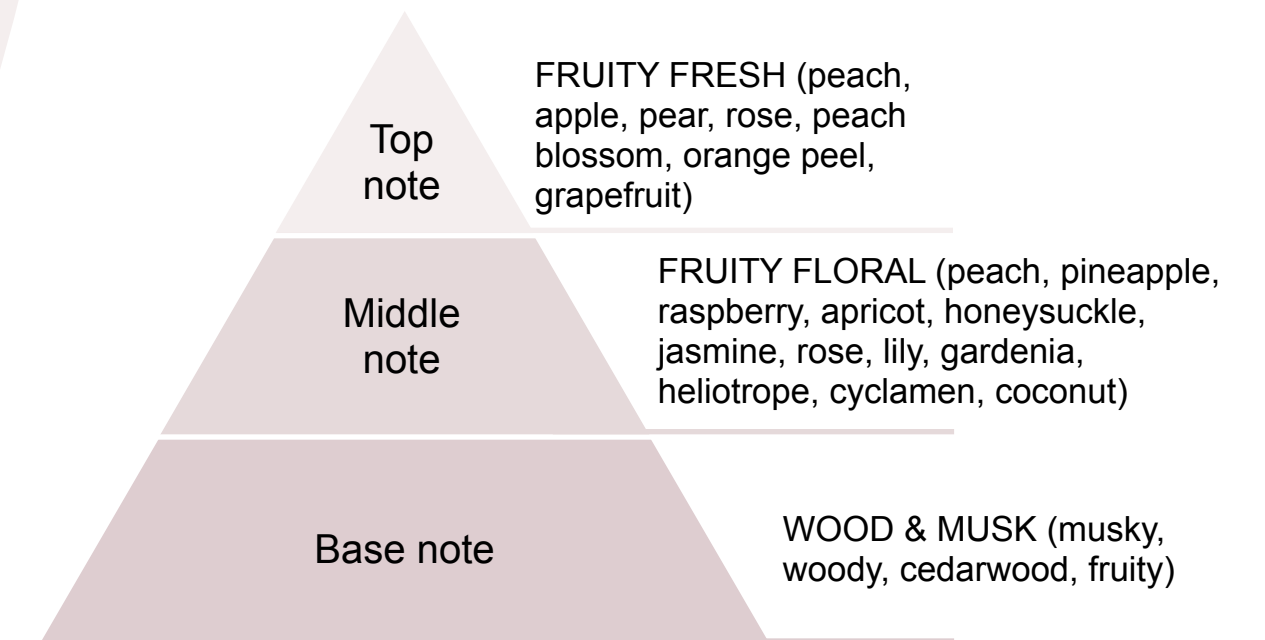 Top
note
FRUITY FRESH (peach,
apple, pear, rose, peach
blossom, orange peel,
grapefruit)
Middle
note
FRUITY FLORAL (peach, pineapple,
raspberry, apricot, honeysuckle,
jasmine, rose, lily, gardenia,
heliotrope, cyclamen, coconut)
Base note
WOOD & MUSK (musky,
woody, cedarwood, fruity)